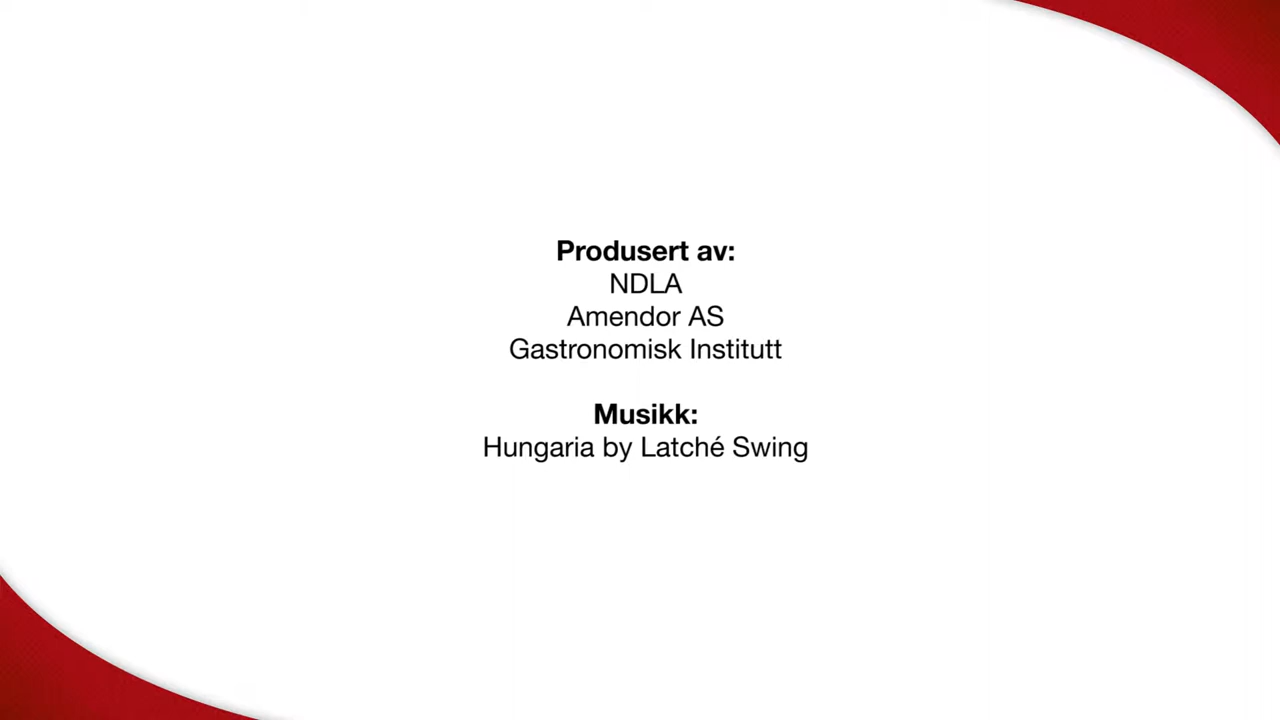 Produsert av:
NDLA
Amendor AS
Gastronomisk Institutt
Musikk:
Hungaria by Latché Swing